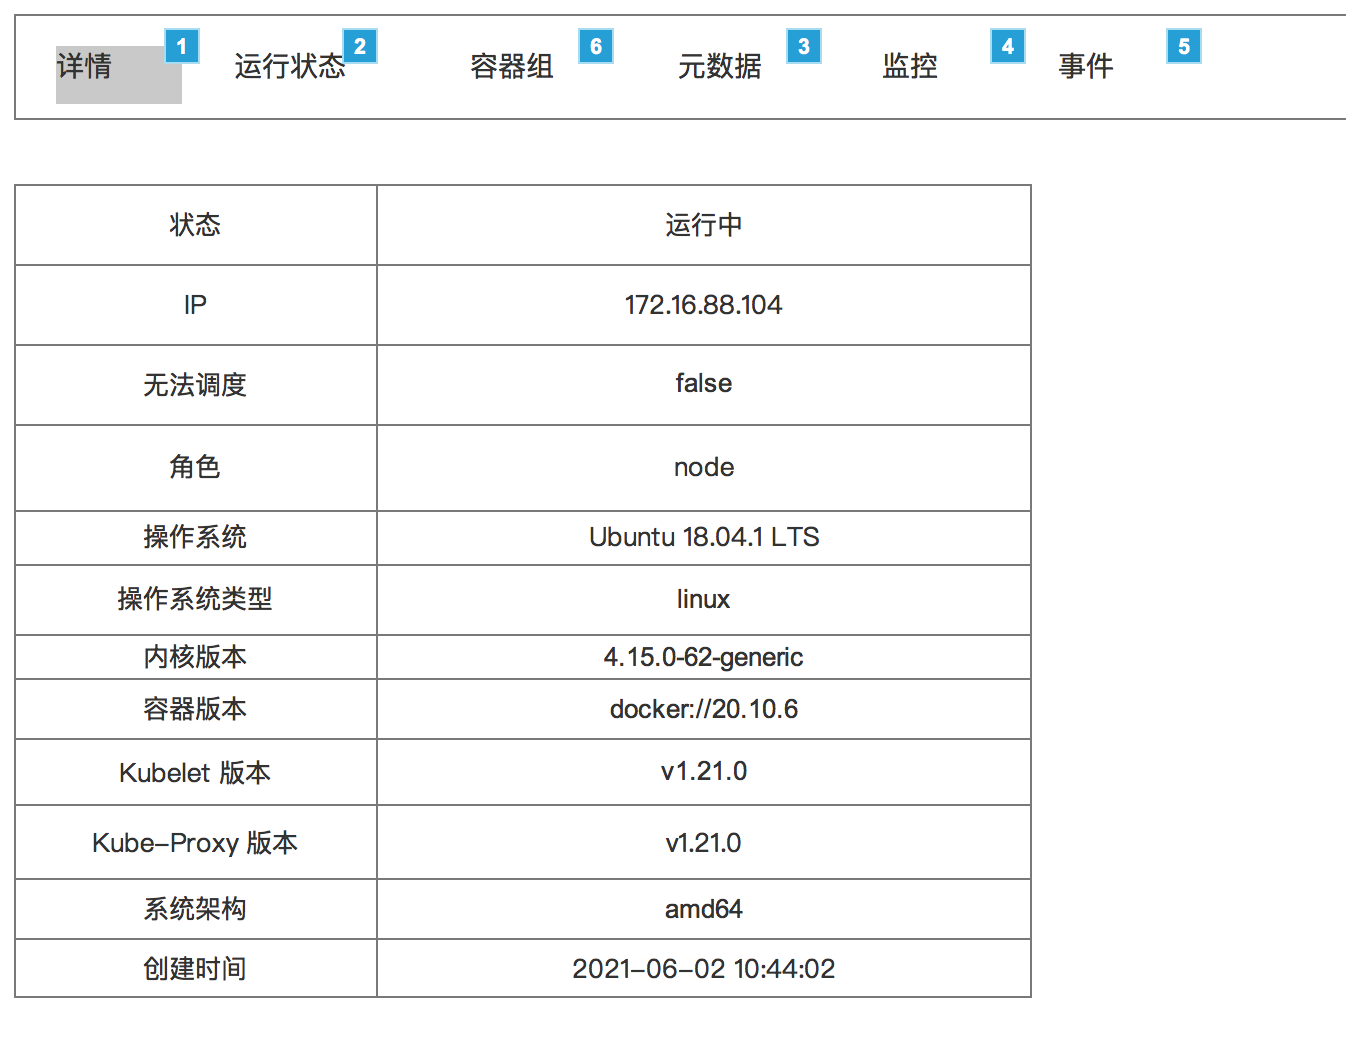 详情 1 运行状态 2 容器组 6 元数据 3 监控 4 事件 5
状态 运行中
IP 172.16.88.104
无法调度 false
角色 node
操作系统 Ubuntu 18.04.1 LTS
操作系统类型 linux
内核版本 4.15.0-62-generic
容器版本 docker://20.10.6
Kubelet 版本 v1.21.0
Kube-Proxy 版本 v1.21.0
系统架构 amd64
创建时间 2021-06-02 10:44:02